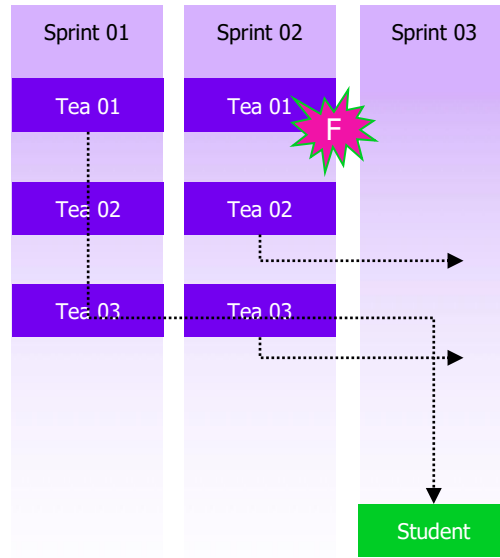 Sprint 01
Sprint 02
Sprint 03
Tea 01
Tea 01
F
Tea 02
Tea 02
Tea 03
Tea 03
Student